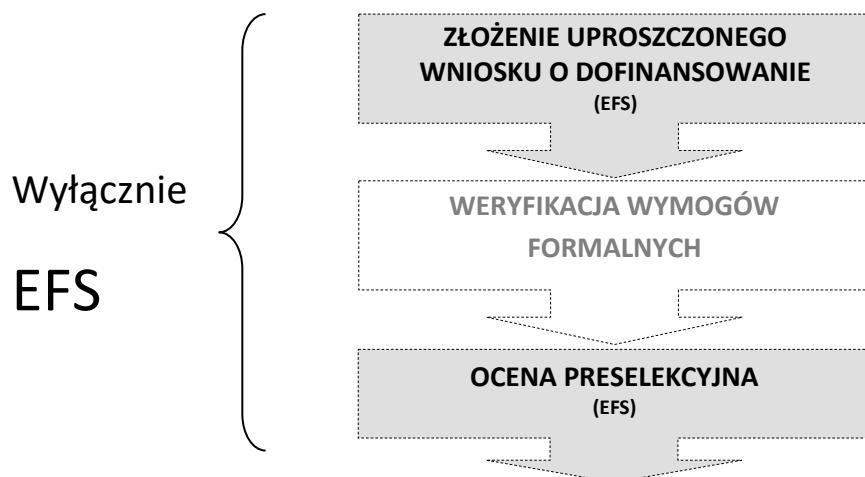 ZŁOŻENIE UPROSZCZONEGO
WNIOSKU O DOFINANSOWANIE
(EFS)
Wyłącznie
EFS
WERYFIKACJA WYMOGÓW
FORMALNYCH
OCENA PRESELEKCYJNA
(EFS)